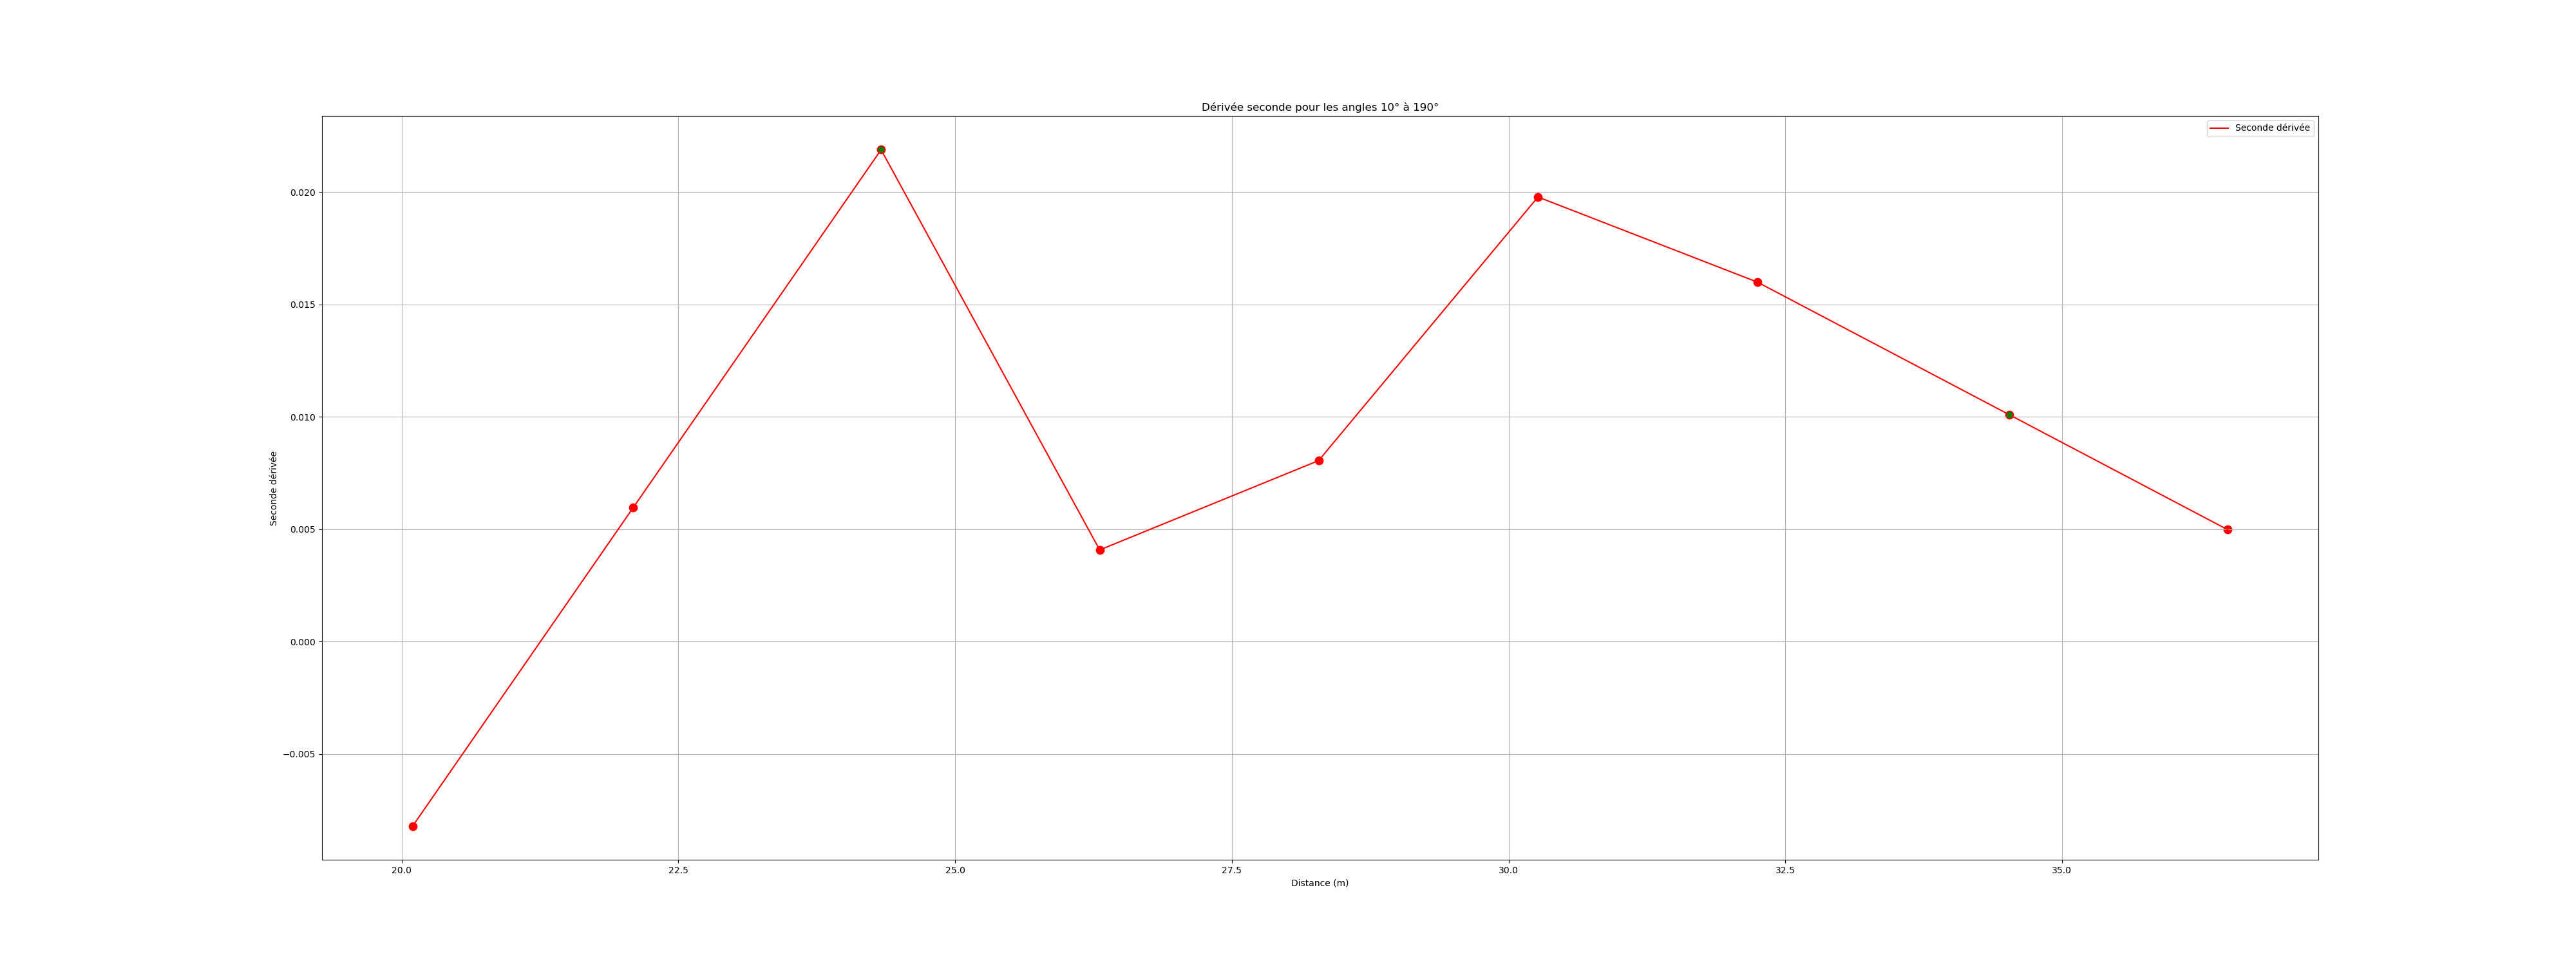 Dérivée seconde pour les angles 10° à 190°
Seconde dérivée
0.020
0.015
0.010
0.005
0.000
−0.005
Seconde dérivée
20.0 22.5 25.0 27.5 30.0 32.5 35.0
Distance (m)